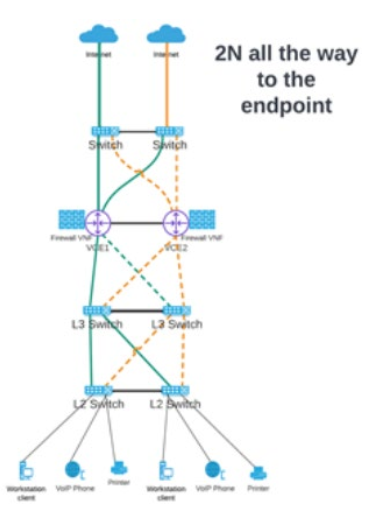 Internet
Internet
2N all the way
to the
endpoint
Switch
Switch
Firewall VNF
VCE1
VCE2
Firewall VNF
L3 Switch
L3 Switch
L2 Switch
L2 Switch
Workstation
client
VoIP Phone
Printer
Workstation
client
VoIP Phone
Printer